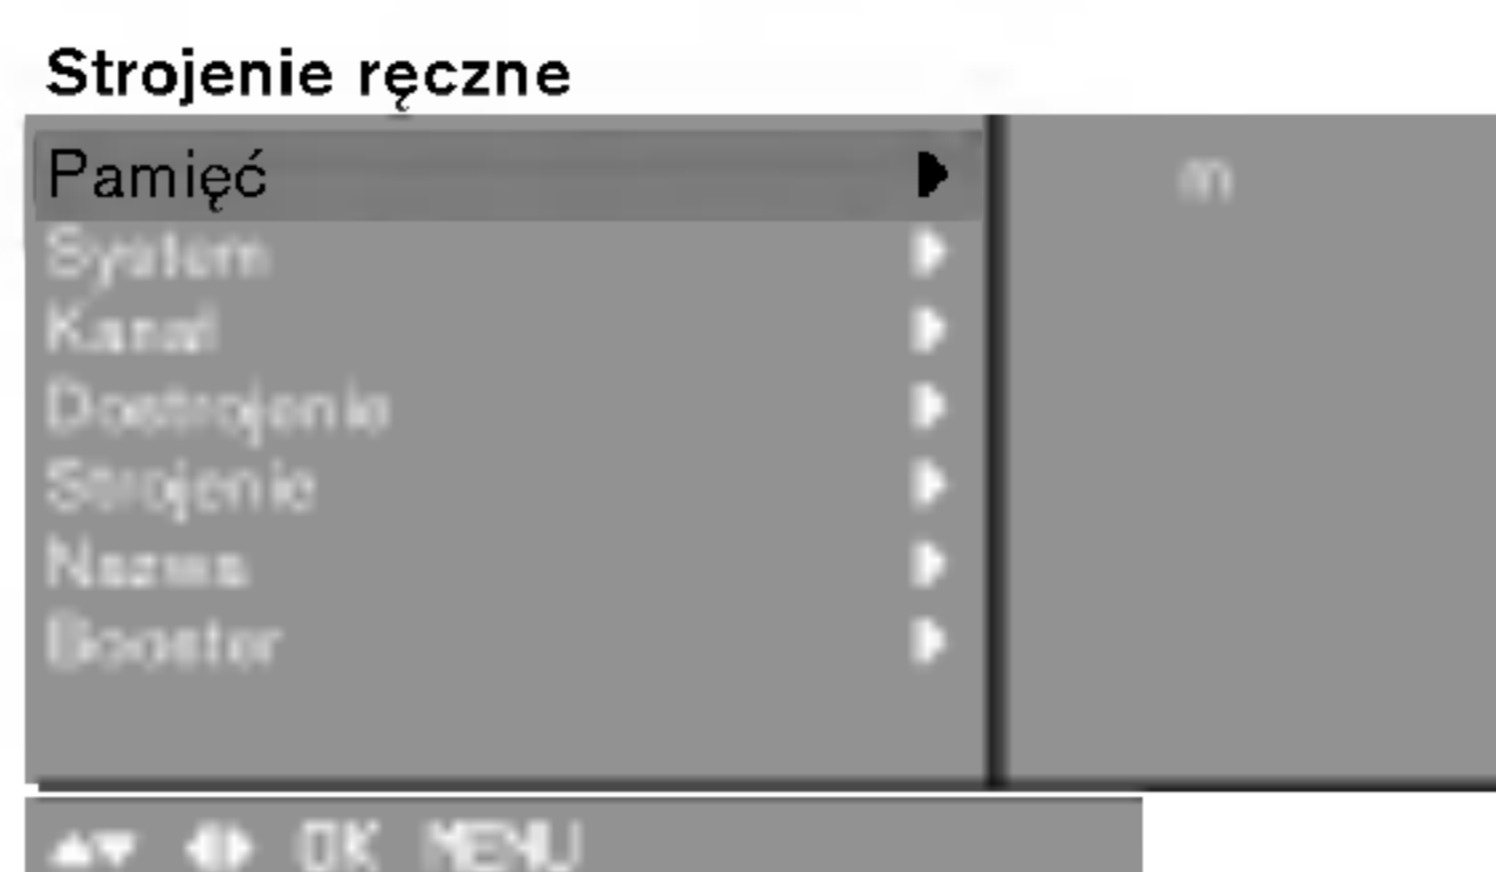 Strojenie ręczne
Pamięć
System
Kanał
Dostrojenie
Strojenie
Nazwa
Booster
OK MENU